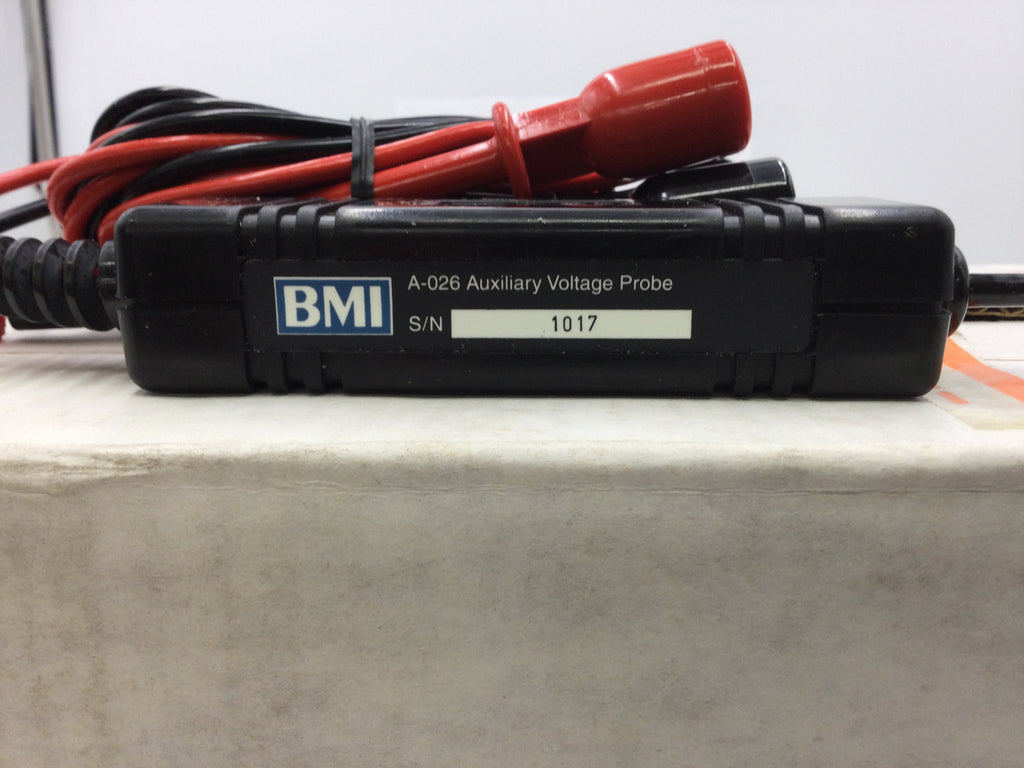 BMI
A-026 Auxiliary Voltage Probe
S/N 1017